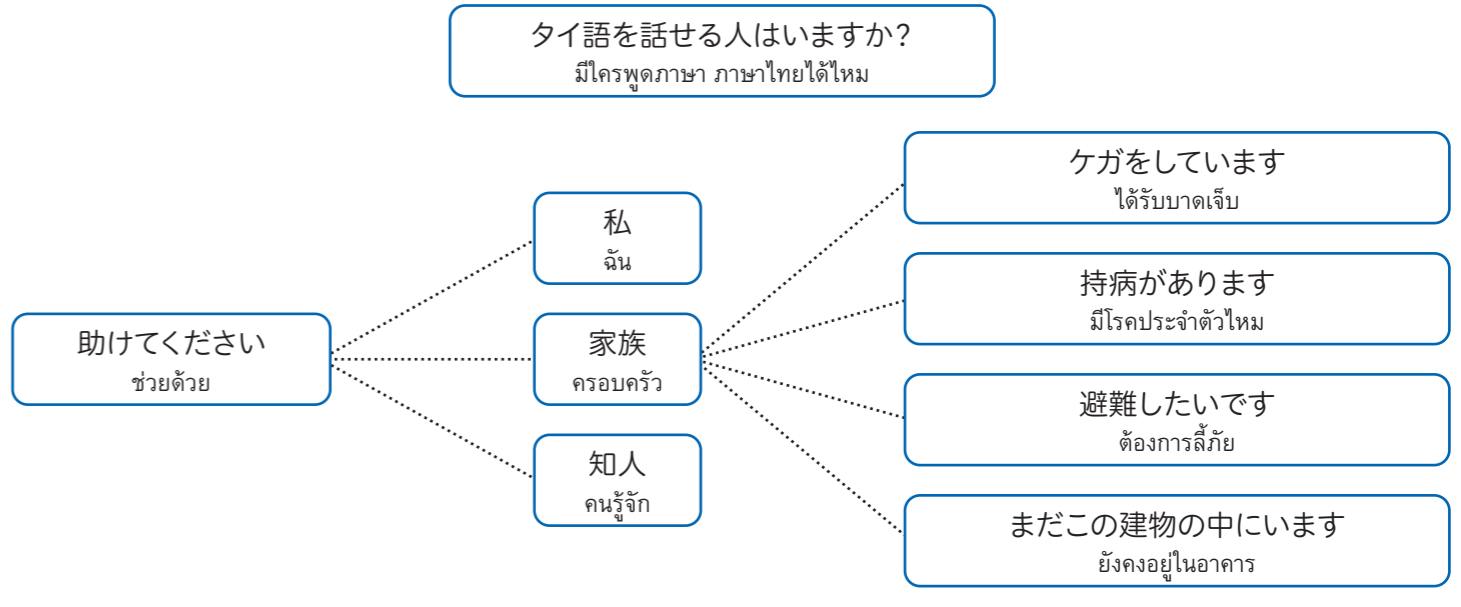 タイ語を話せる人はいますか？
มีใครพูดภาษา ภาษาไทยได้ไหม
助けてください
ช่วยด้วย
私
ฉัน
家族
ครอบครัว
知人
คนรู้จัก
ケガをしています
ได้รับบาดเจ็บ
持病があります
มีโรคประจำตัวไหม
避難したいです
ต้องการลี้ภัย
まだこの建物の中にいます
ยังคงอยู่ในอาคาร